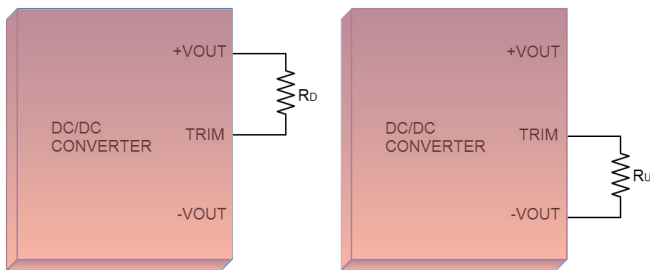 +VOUT
RD
DC/DC
CONVERTER
TRIM
-VOUT
+VOUT
DC/DC
CONVERTER
TRIM
RU
-VOUT